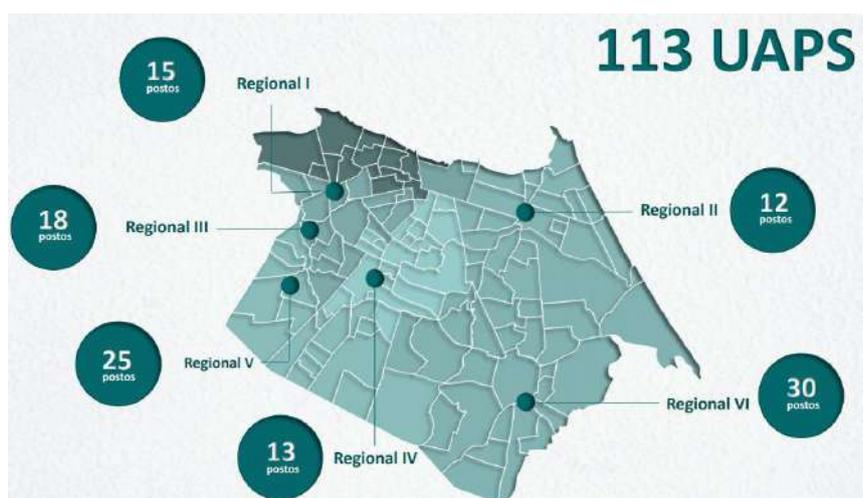 113 UAPS
15
postos
Regional I
12
postos
Regional II
18
postos
Regional III
25
postos
Regional V
30
postos
Regional VI
13
postos
Regional IV